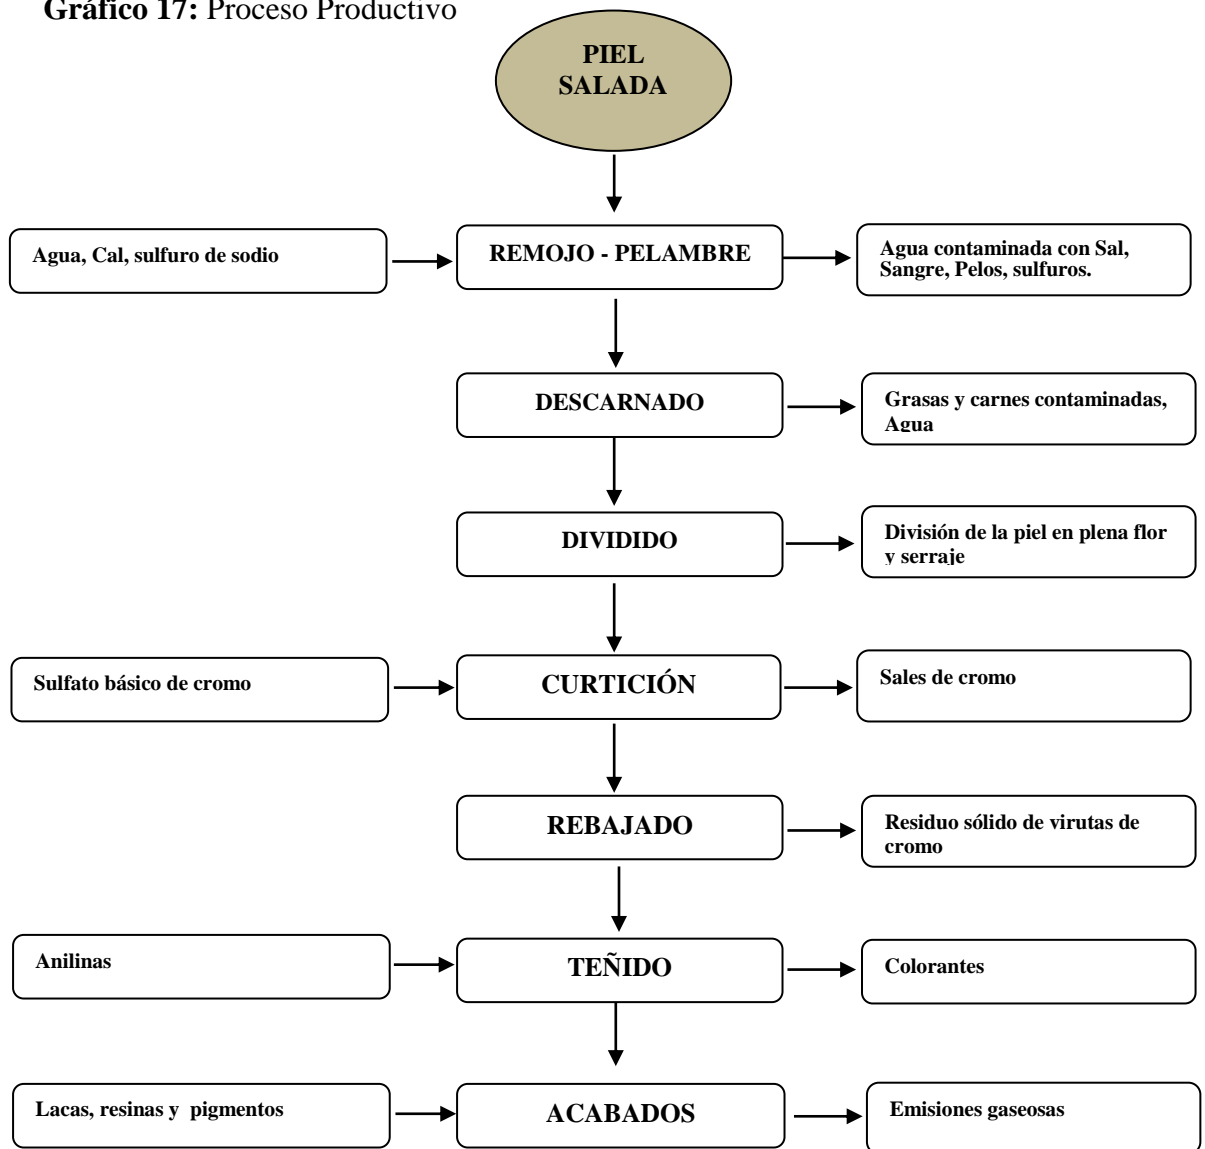 Gráfico 17: Proceso Productivo
PIEL
SALADA
Agua, Cal, sulfuro de sodio
REMOJO - PELAMBRE
Agua contaminada con Sal,
Sangre, Pelos, sulfuros.
DESCARNADO
Grasas y carnes contaminadas,
Agua
DIVIDIDO
División de la piel en plena flor
y serraje
Sulfato básico de cromo
CURTICIÓN
Sales de cromo
REBAJADO
Residuo sólido de virutas de
cromo
Anilinas
TEÑIDO
Colorantes
Lacas, resinas y pigmentos
ACABADOS
Emisiones gaseosas